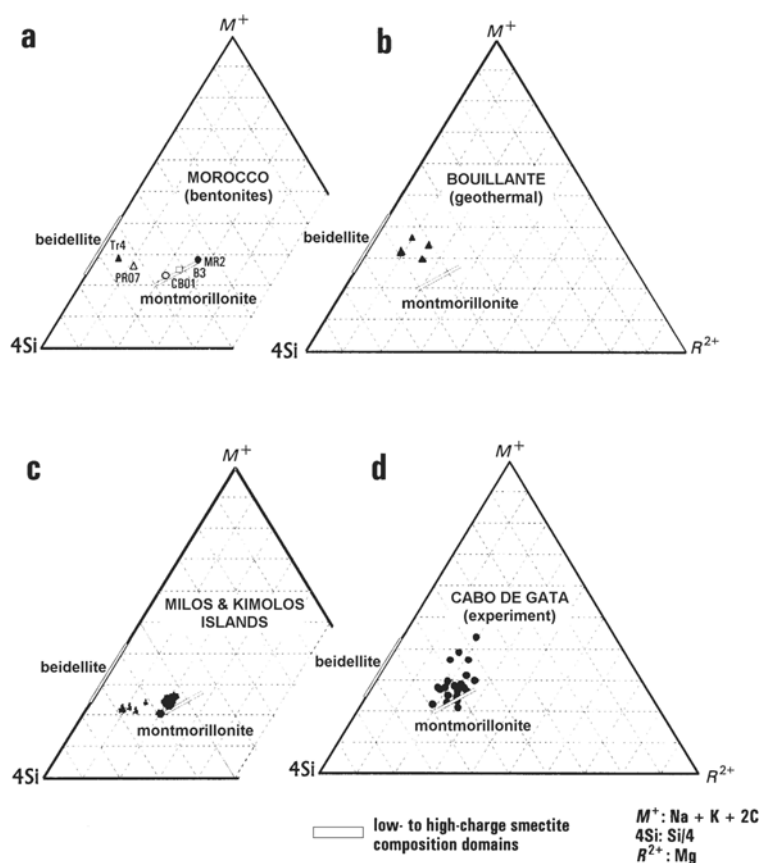 a
M+
MOROCCO
(bentonites)
beidellite
Tr4
PR07
MR2
B3
CB01
montmorillonite
4Si
b
M+
BOUILLANTE
(geothermal)
beidellite
montmorillonite
4Si
R2+
c
M+
MILOS & KIMOLOS
ISLANDS
beidellite
montmorillonite
4Si
d
M+
CABO DE GATA
(experiment)
beidellite
montmorillonite
4Si
R2+
low- to high-charge smectite
composition domains
M+: Na + K + 2C
4Si: Si/4
R2+: Mg